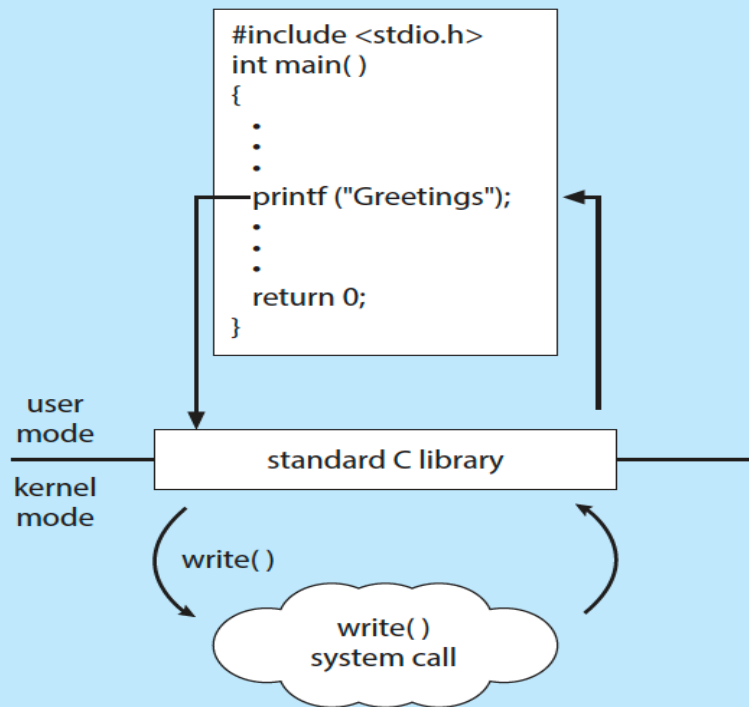 #include <stdio.h>
int main( )
{
•
•
•
printf ("Greetings");
•
•
•
return 0;
}
user
mode
standard C library
kernel
mode
write( )
write( )
system call